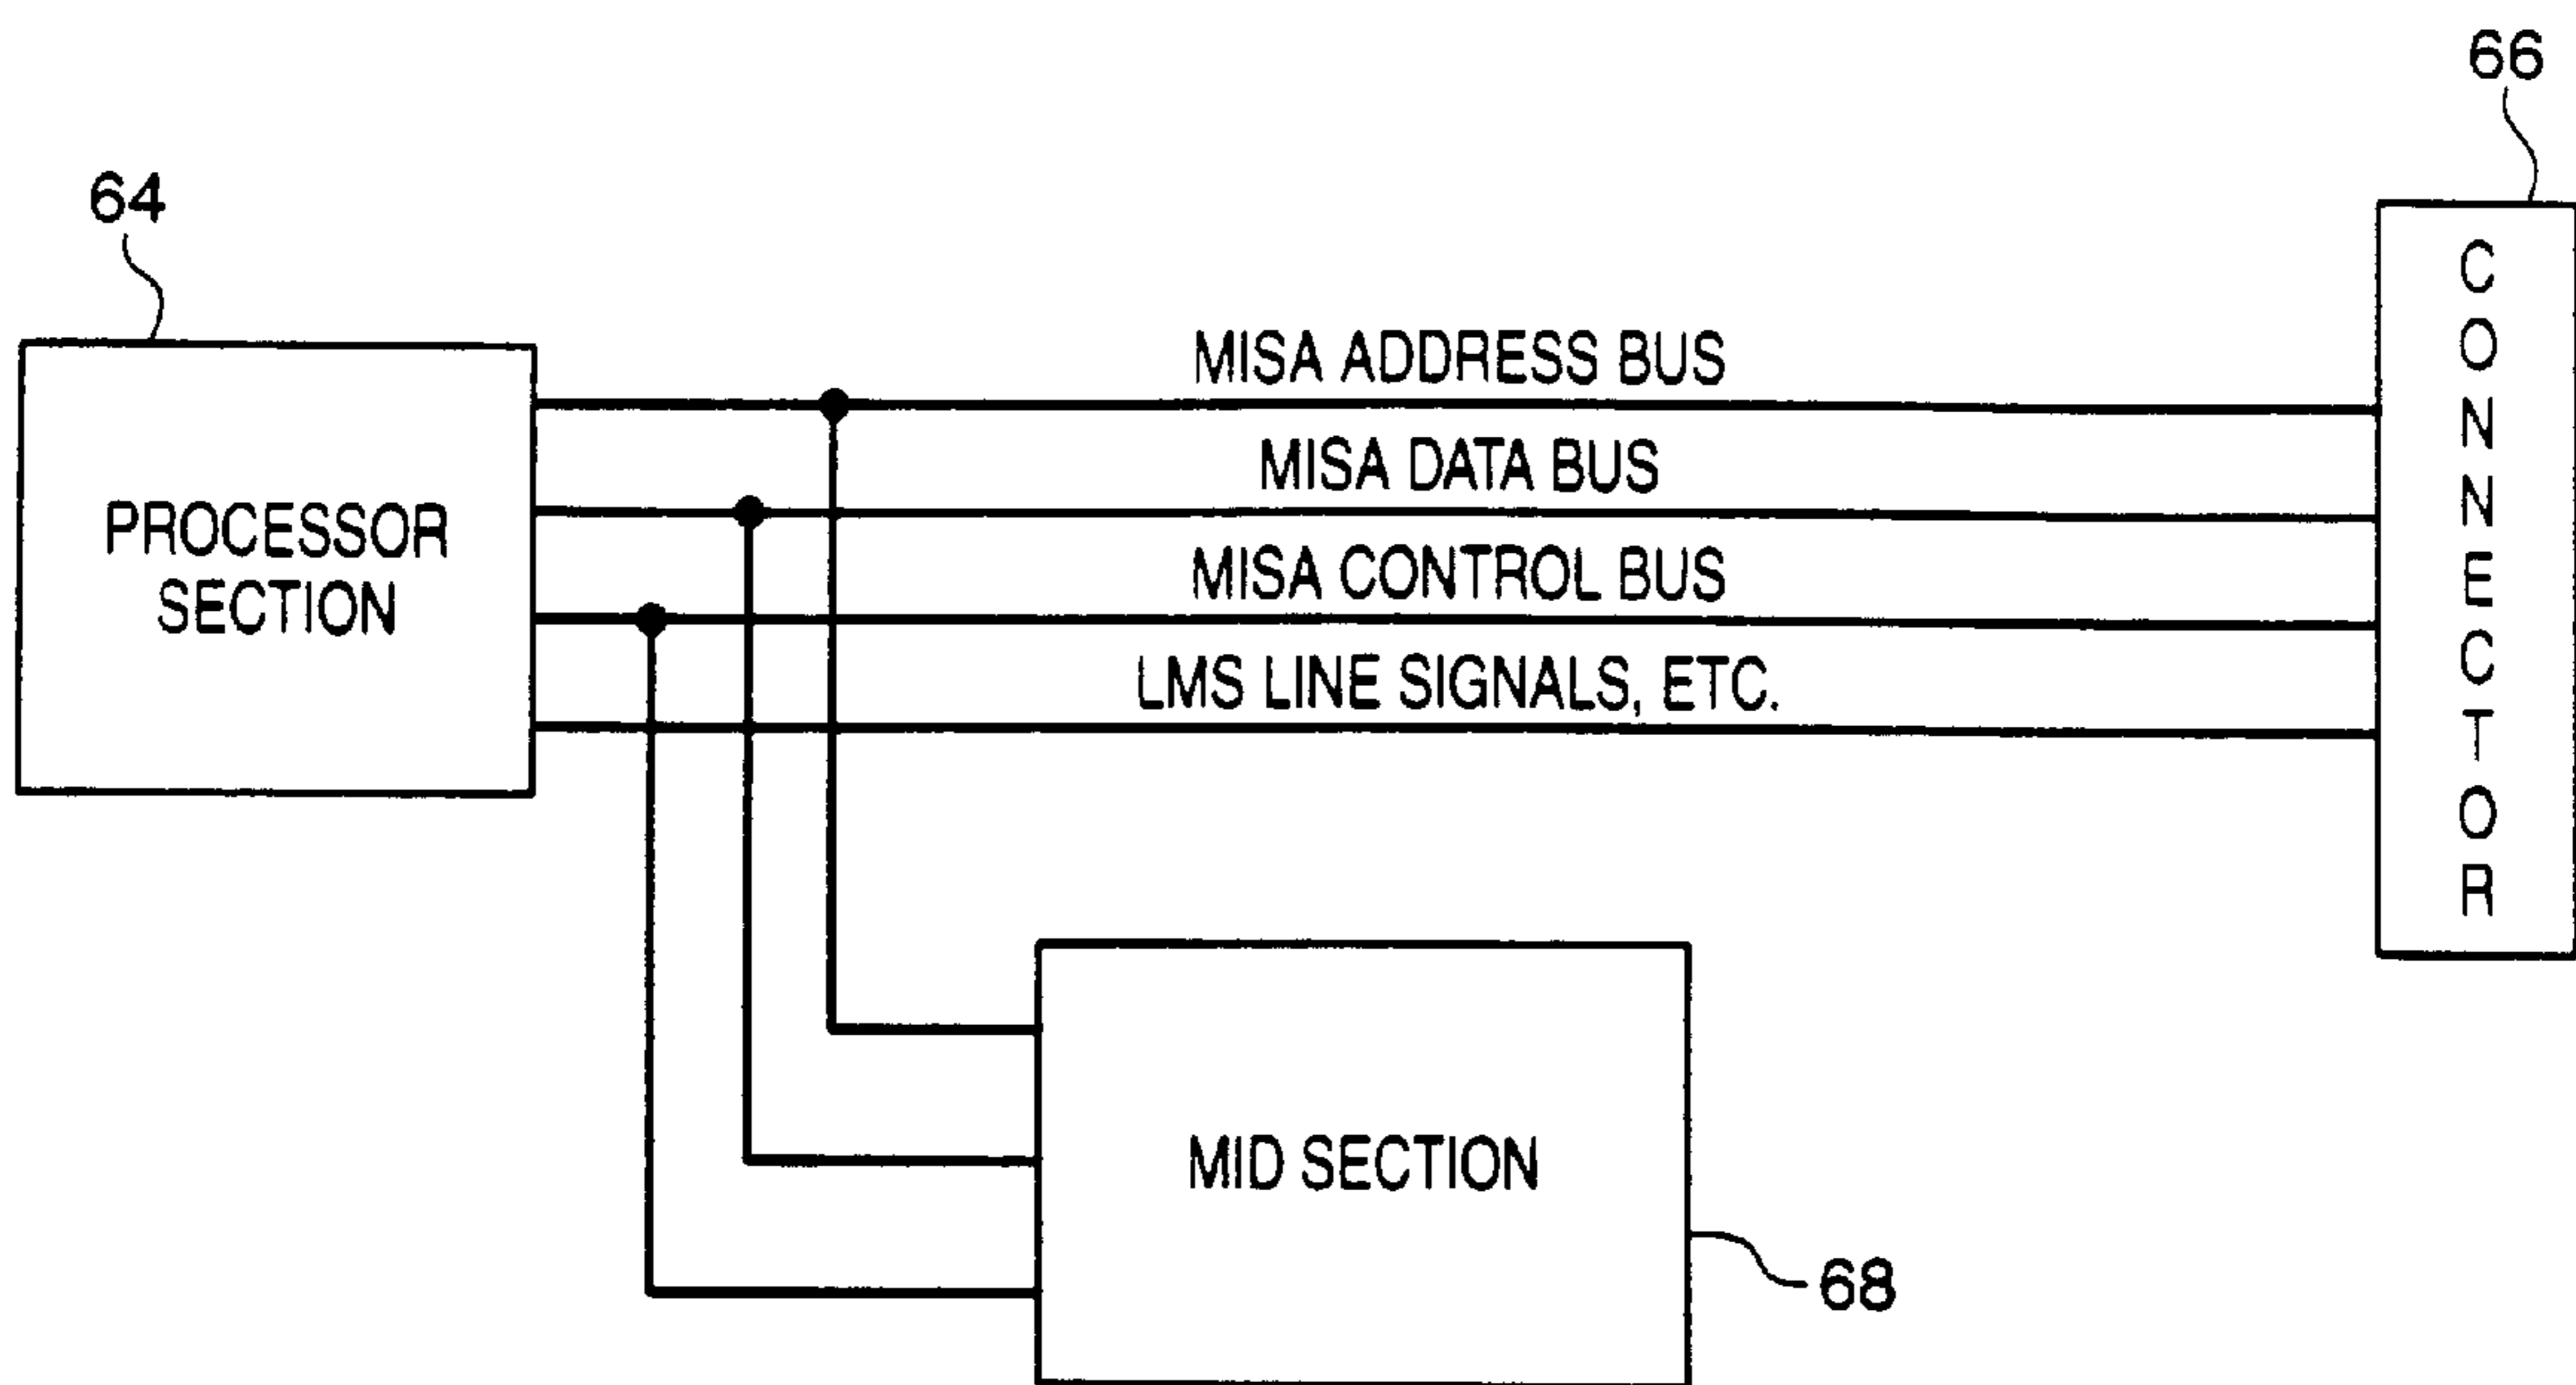 66
64
MISA ADDRESS BUS
MISA DATA BUS
MISA CONTROL BUS
LMS LINE SIGNALS, ETC.
PROCESSOR
SECTION
CONNECTOR
MID SECTION
68